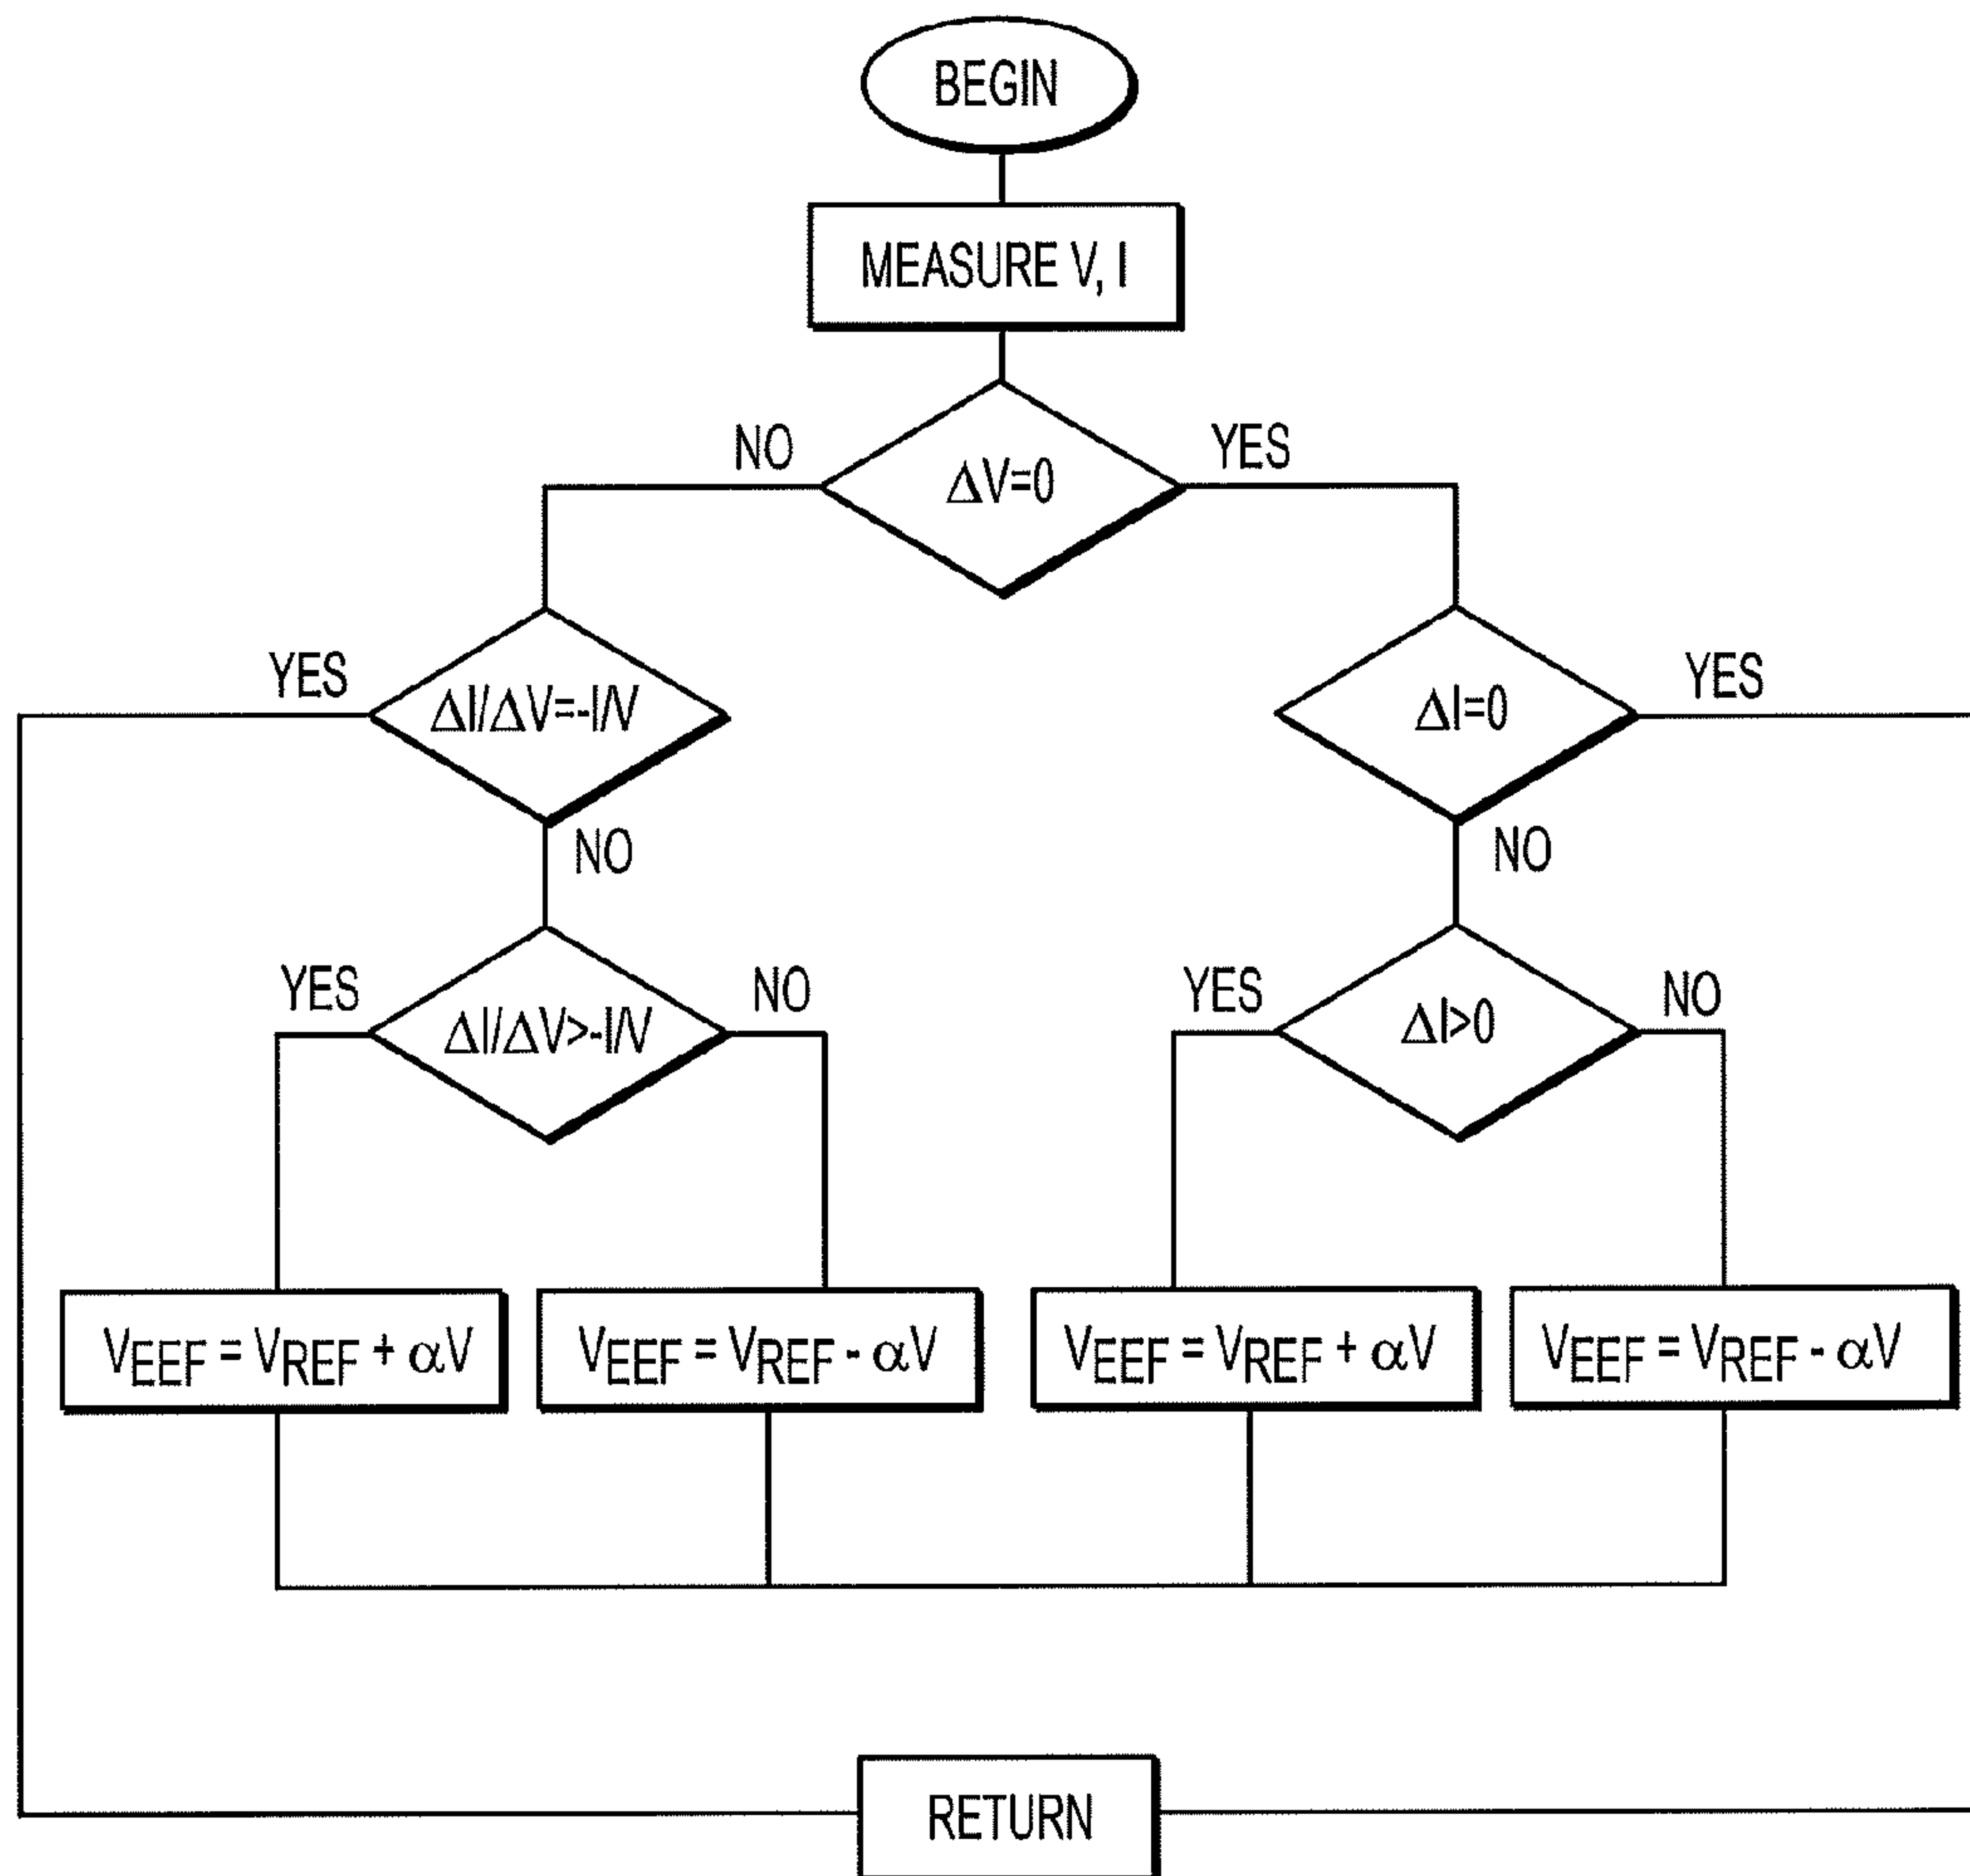 BEGIN
MEASURE V, I
NO
YES
ΔV=0
YES
YES
ΔI/ΔV=-I/V
ΔI=0
NO
NO
YES
NO
YES
NO
ΔI/ΔV>-I/V
ΔI>0
VEEF = VREF + αV
VEEF = VREF - αV
VEEF = VREF + αV
VEEF = VREF - αV
RETURN